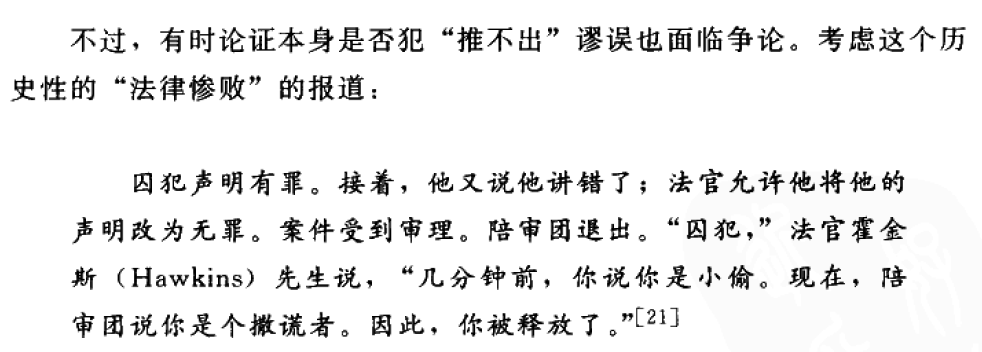 不过，有时论证本身是否犯“推不出”谬误也面临争论。考虑这个历
史性的“法律惨败”的报道：
囚犯声明有罪。接着，他又说他讲错了；法官允许他将他的
声明改为无罪。案件受到审理。陪审团退出。“囚犯，”法官霍金
斯（Hawkins）先生说，“几分钟前，你说你是小偷。现在，陪
审团说你是个撒谎者。因此，你被释放了。”[21]